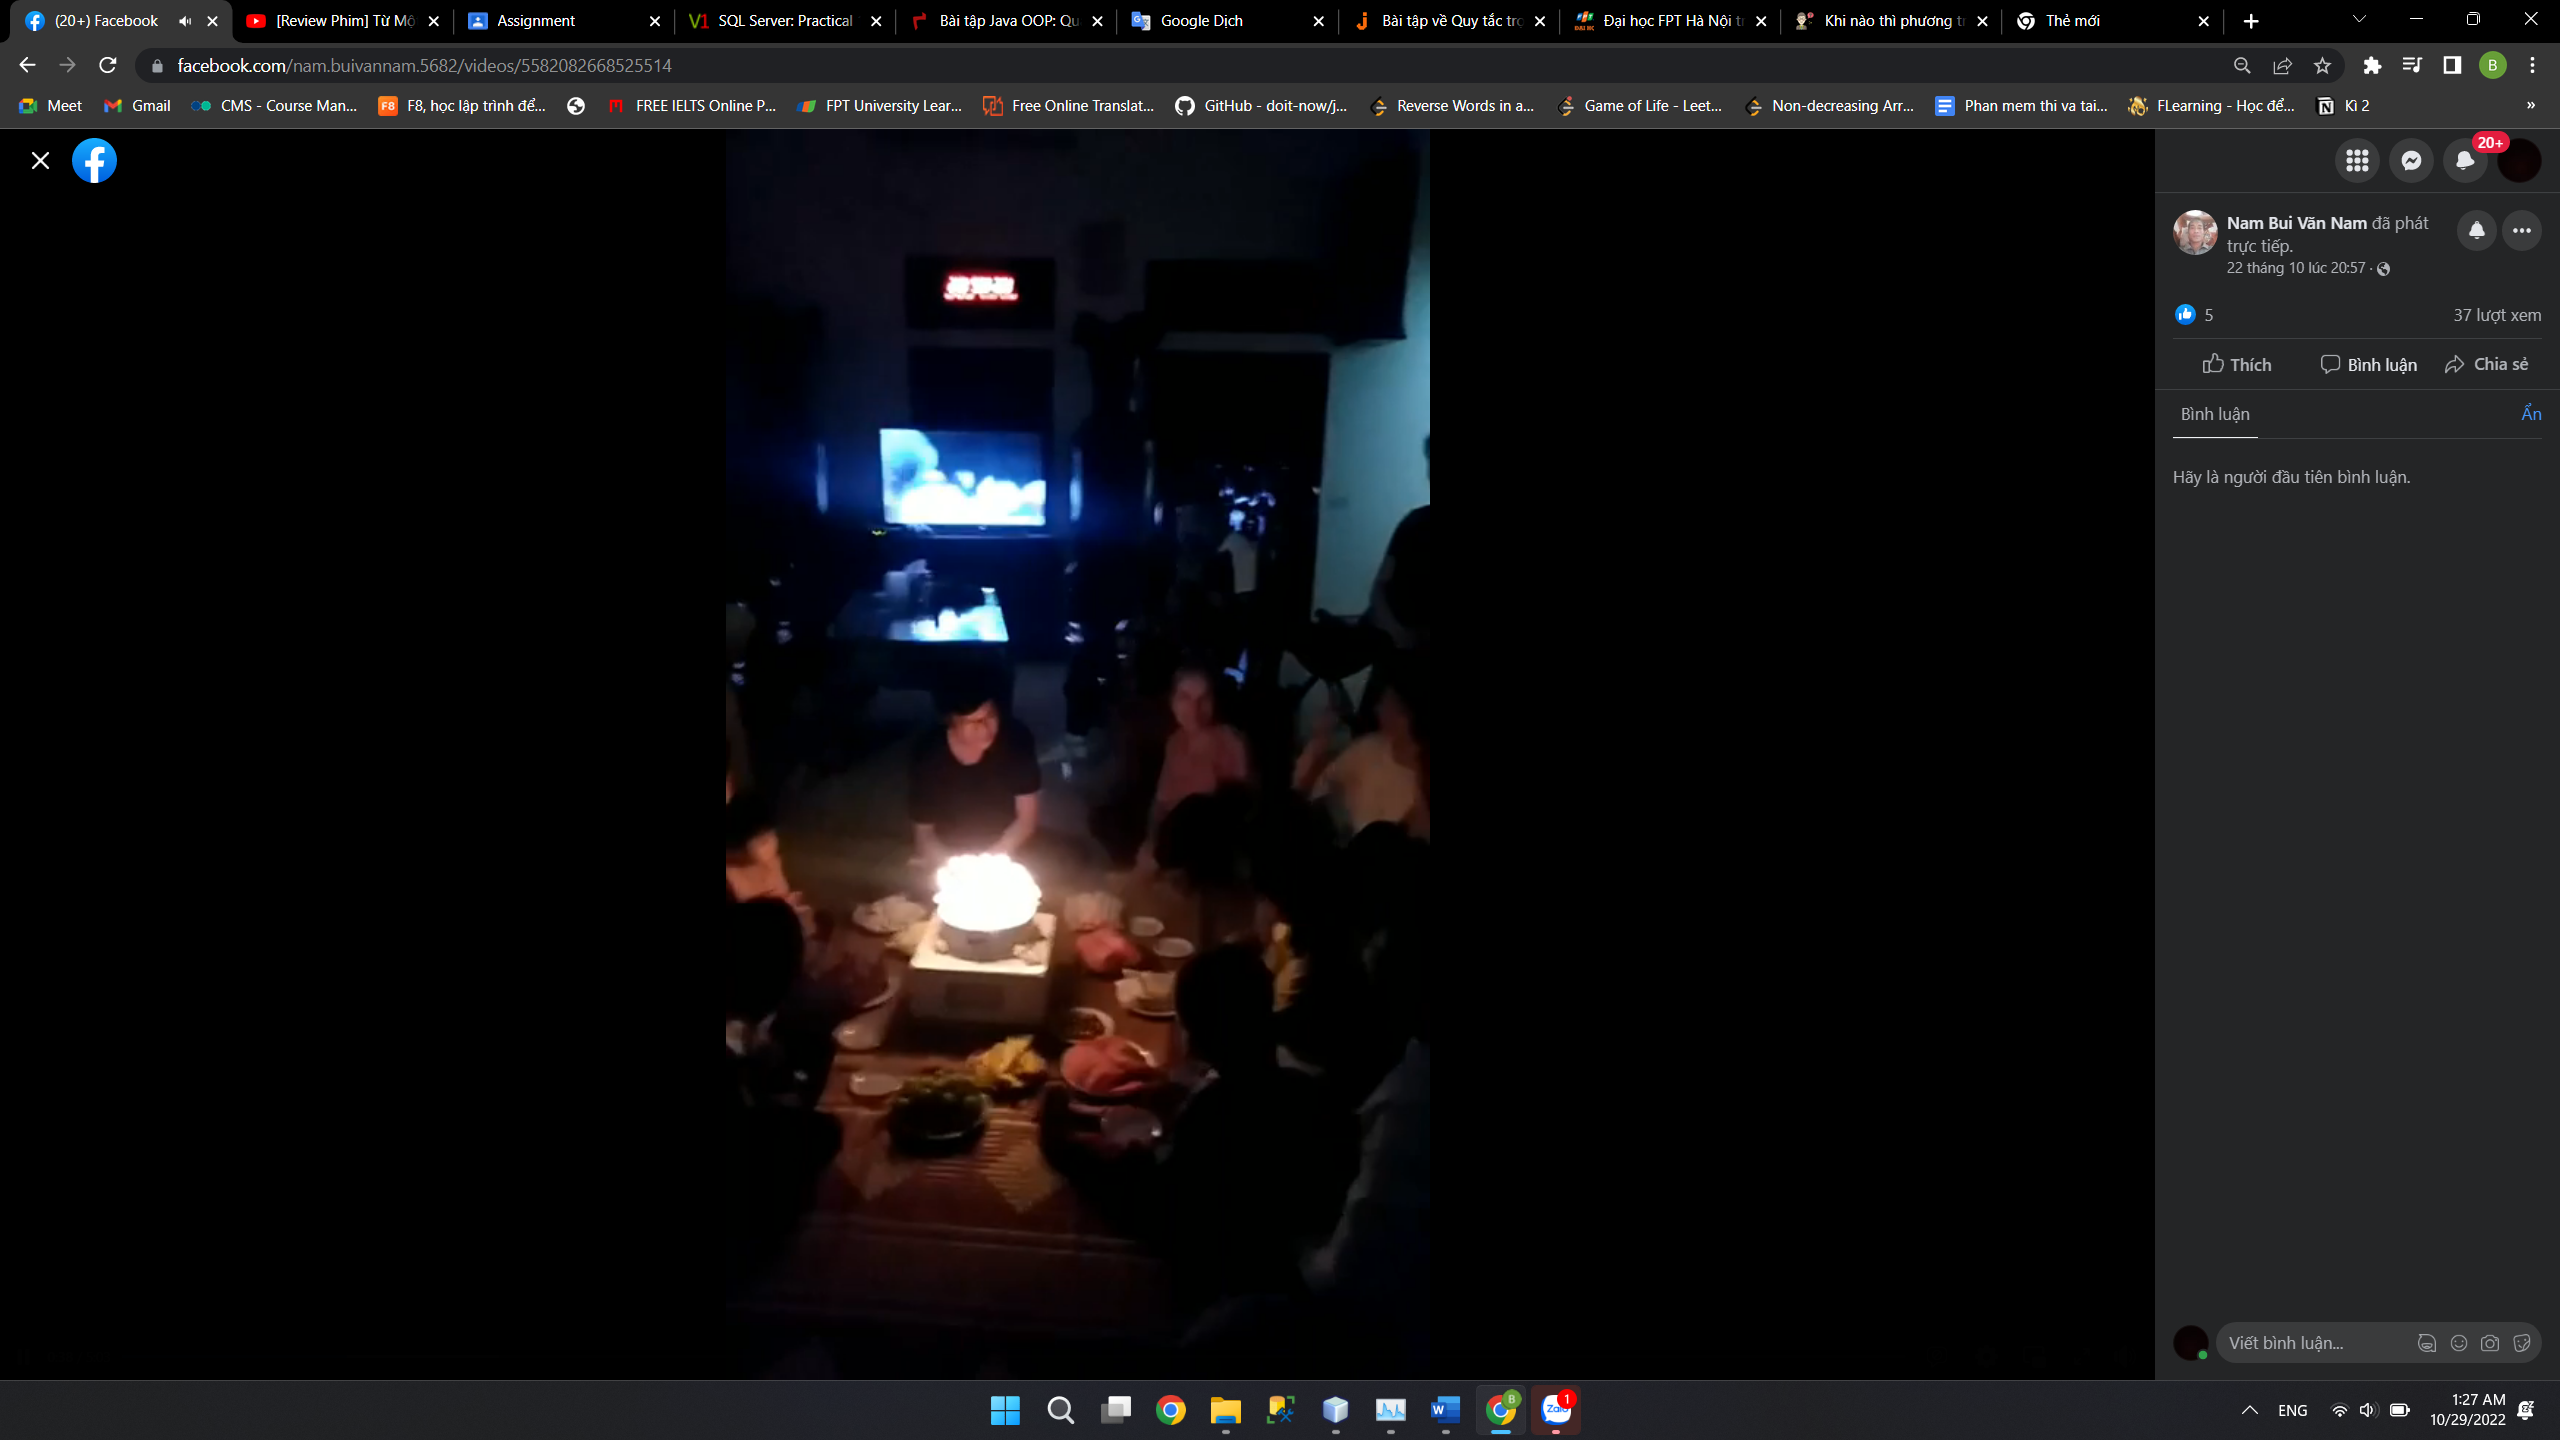 (20+) Facebook
[Review Phim] Từ Mô
Assignment
SQL Server: Practical
Bài tập Java OOP: Qu
Google Dịch
Bài tập về Quy tắc trọ
Đại học FPT Hà Nội t
Khi nào thì phương t
Thẻ mới
facebook.com/nam.buivannam.5682/videos/5582082668525514
B
Meet
Gmail
CMS - Course Man...
F8, học lập trình để...
FREE IELTS Online P...
FPT University Lear...
Free Online Translat...
GitHub - doit-now/j...
Reverse Words in a...
Game of Life - Leet...
Non-decreasing Arr...
Phan mem thi va tai...
FLearning - Học để...
Kì 2
»
20+
Nam Bui Văn Nam đã phát
trực tiếp.
22 tháng 10 lúc 20:57 ·
5
37 lượt xem
Thích
Bình luận
Chia sẻ
Bình luận
Ẩn
Hãy là người đầu tiên bình luận.
Viết bình luận...
B
Zalo
1
ENG
1:27 AM
10/29/2022